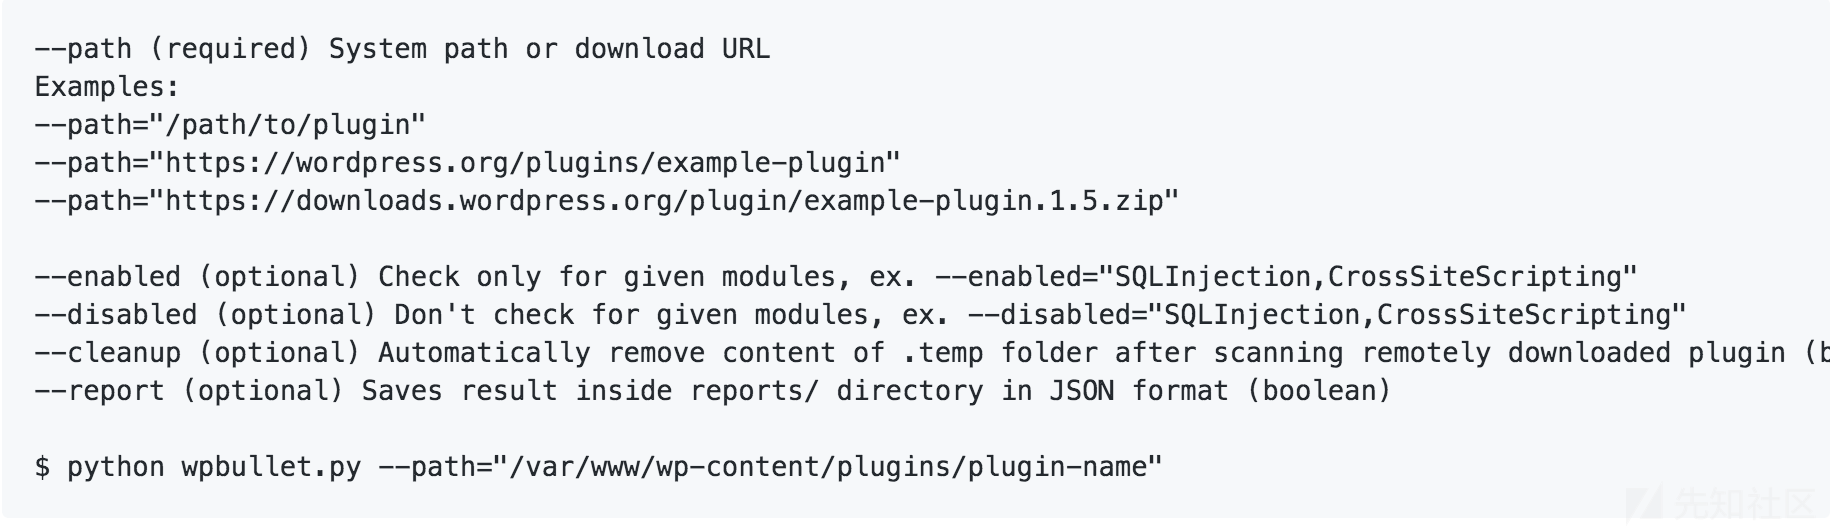 --path (required) System path or download URL
Examples:
--path="/path/to/plugin"
--path="https://wordpress.org/plugins/example-plugin"
--path="https://downloads.wordpress.org/plugin/example-plugin.1.5.zip"
--enabled (optional) Check only for given modules, ex. --enabled="SQLInjection,CrossSiteScripting"
--disabled (optional) Don't check for given modules, ex. --disabled="SQLInjection,CrossSiteScripting"
--cleanup (optional) Automatically remove content of .temp folder after scanning remotely downloaded plugin (b
--report (optional) Saves result inside reports/ directory in JSON format (boolean)
$ python wpbullet.py --path="/var/www/wp-content/plugins/plugin-name"
先知社区